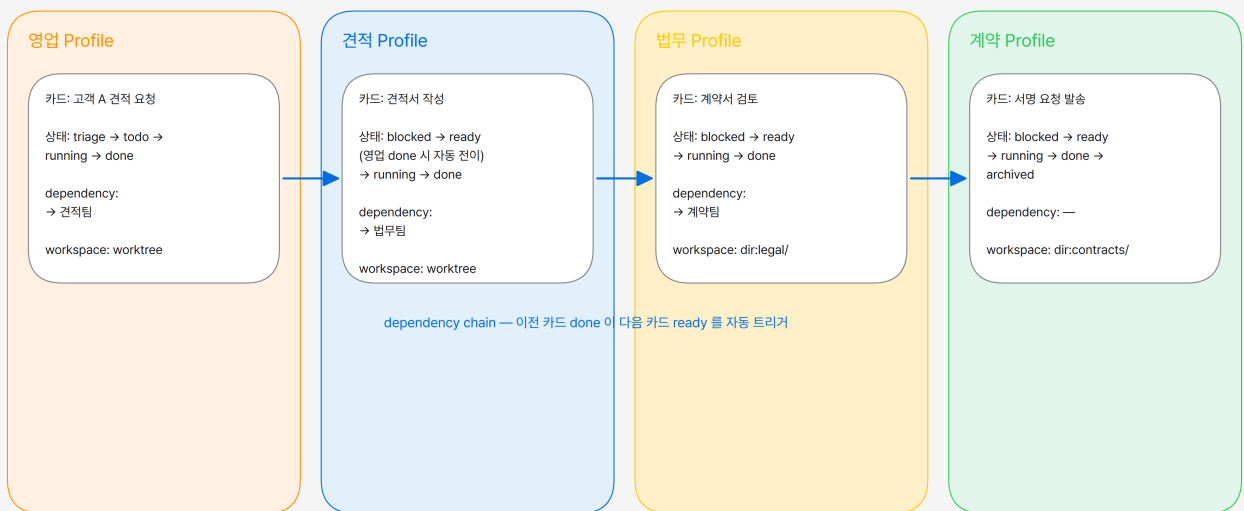 영업 Profile
카드: 고객 A 견적 요청
상태: triage → todo →
running → done
dependency:
→ 견적팀
workspace: worktree
견적 Profile
카드: 견적서 작성
상태: blocked → ready
(영업 done 시 자동 전이)
→ running → done
dependency:
→ 법무팀
workspace: worktree
법무 Profile
카드: 계약서 검토
상태: blocked → ready
→ running → done
dependency:
→ 계약팀
workspace: dir:legal/
계약 Profile
카드: 서명 요청 발송
상태: blocked → ready
→ running → done →
archived
dependency: —
workspace: dir:contracts/
dependency chain — 이전 카드 done 이 다음 카드 ready 를 자동 트리거